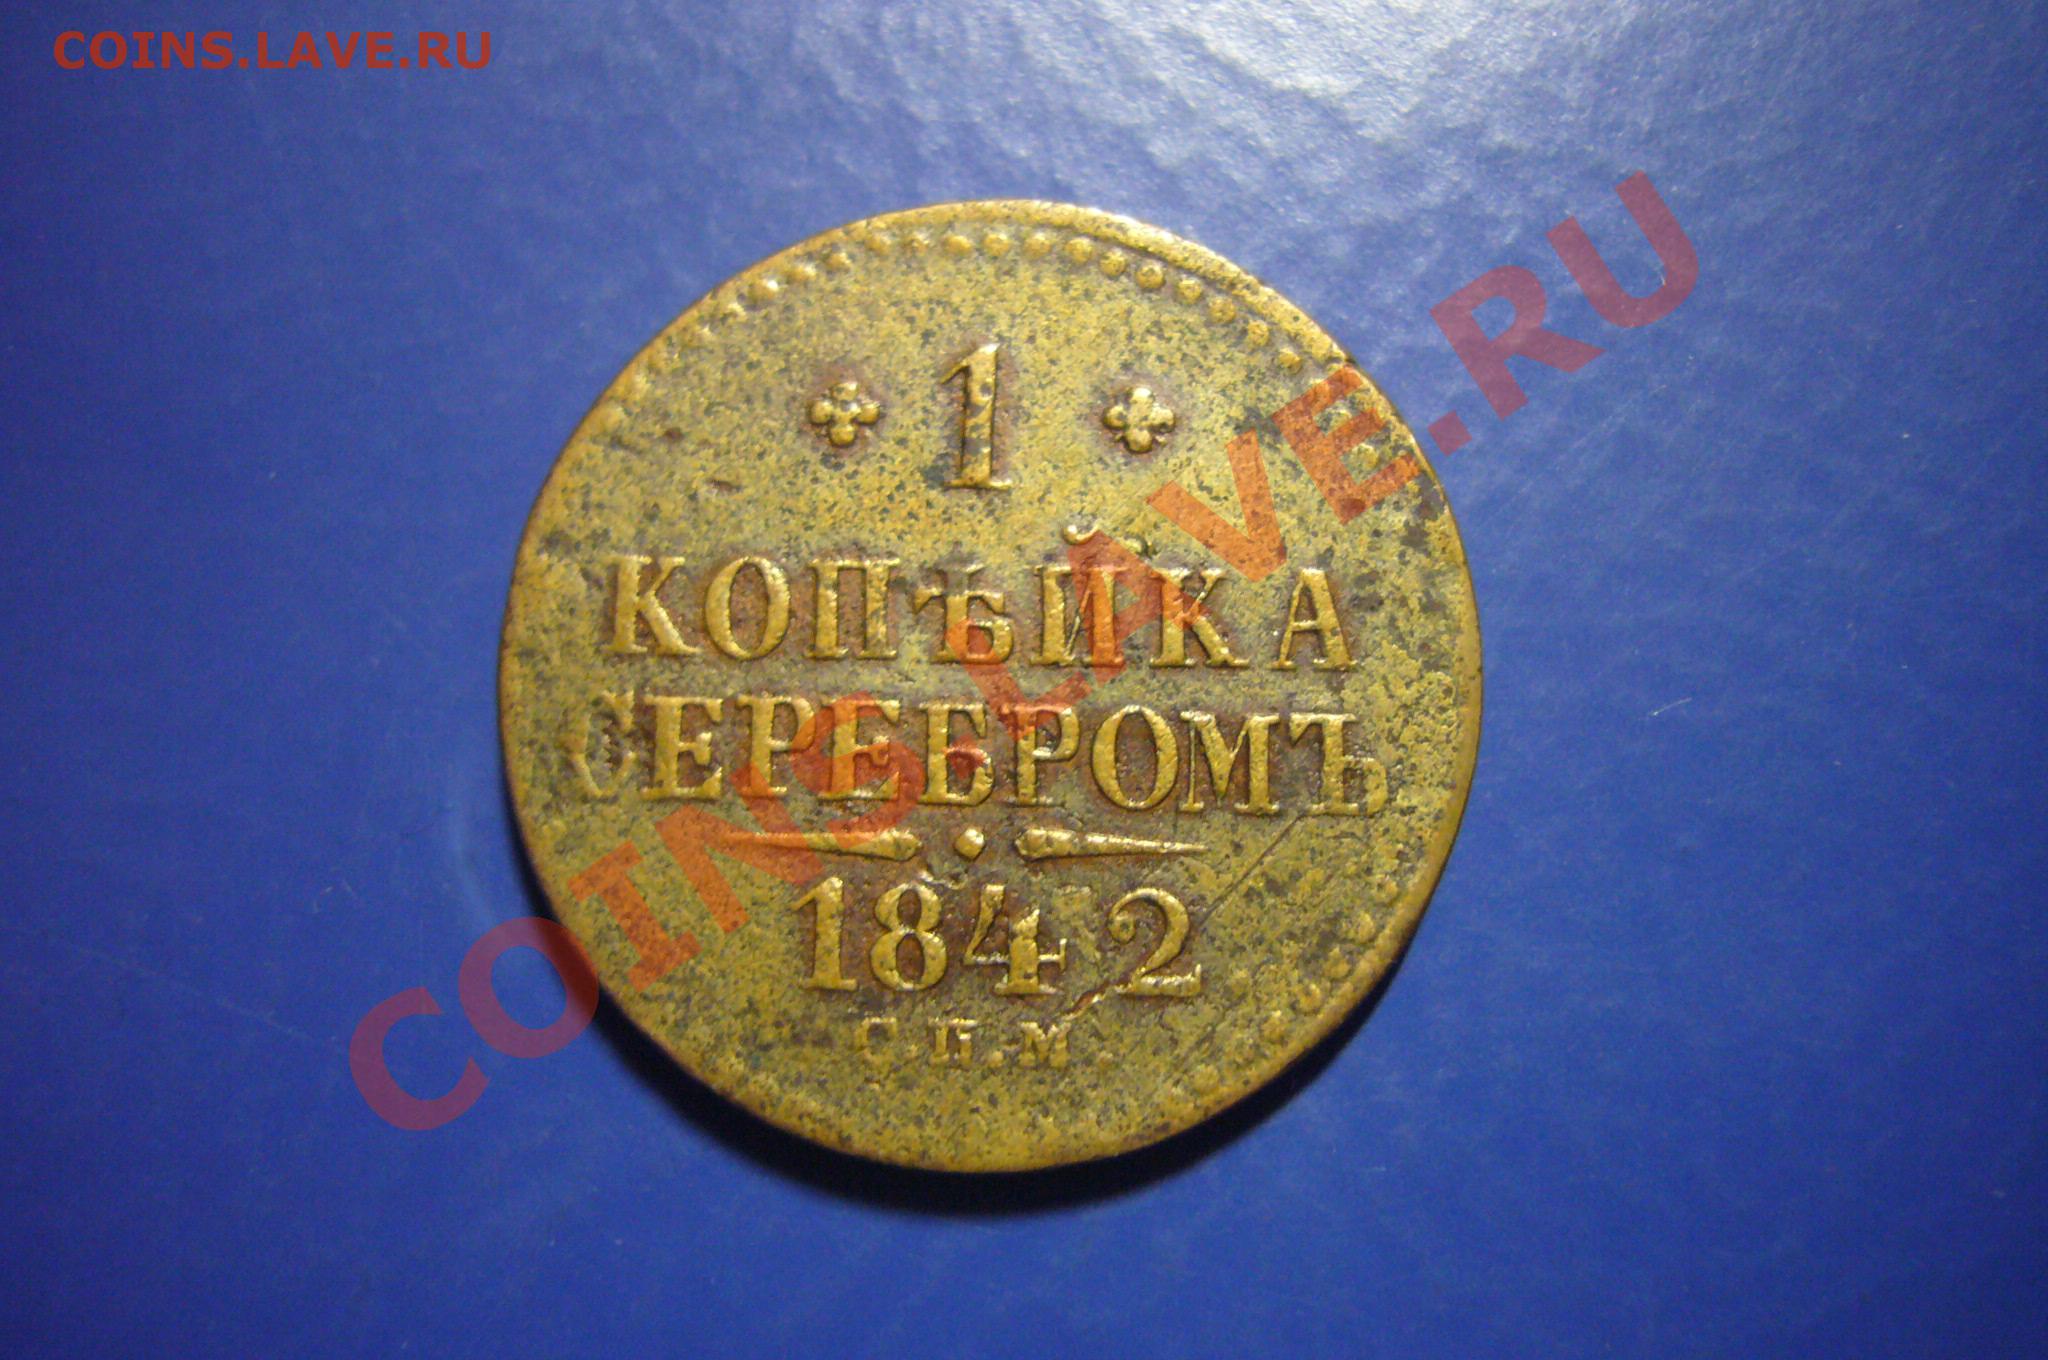 COINS.LAVE.RU
1
КОПѢЙКА
СЕРЕБРОМЪ
1842
С.П.М.
COINS.LAVE.RU